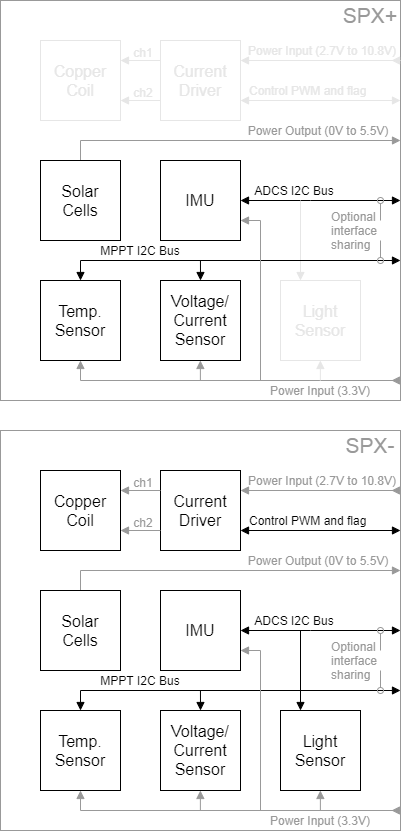 SPX+
Copper
Coil
ch1
ch2
Current
Driver
Power Input (2.7V to 10.8V)
Control PWM and flag
Power Output (0V to 5.5V)
Solar
Cells
IMU
ADCS I2C Bus
Optional
interface
sharing
MPPT I2C Bus
Temp.
Sensor
Voltage/
Current
Sensor
Light
Sensor
Power Input (3.3V)
SPX-
Copper
Coil
ch1
ch2
Current
Driver
Power Input (2.7V to 10.8V)
Control PWM and flag
Power Output (0V to 5.5V)
Solar
Cells
IMU
ADCS I2C Bus
Optional
interface
sharing
MPPT I2C Bus
Temp.
Sensor
Voltage/
Current
Sensor
Light
Sensor
Power Input (3.3V)